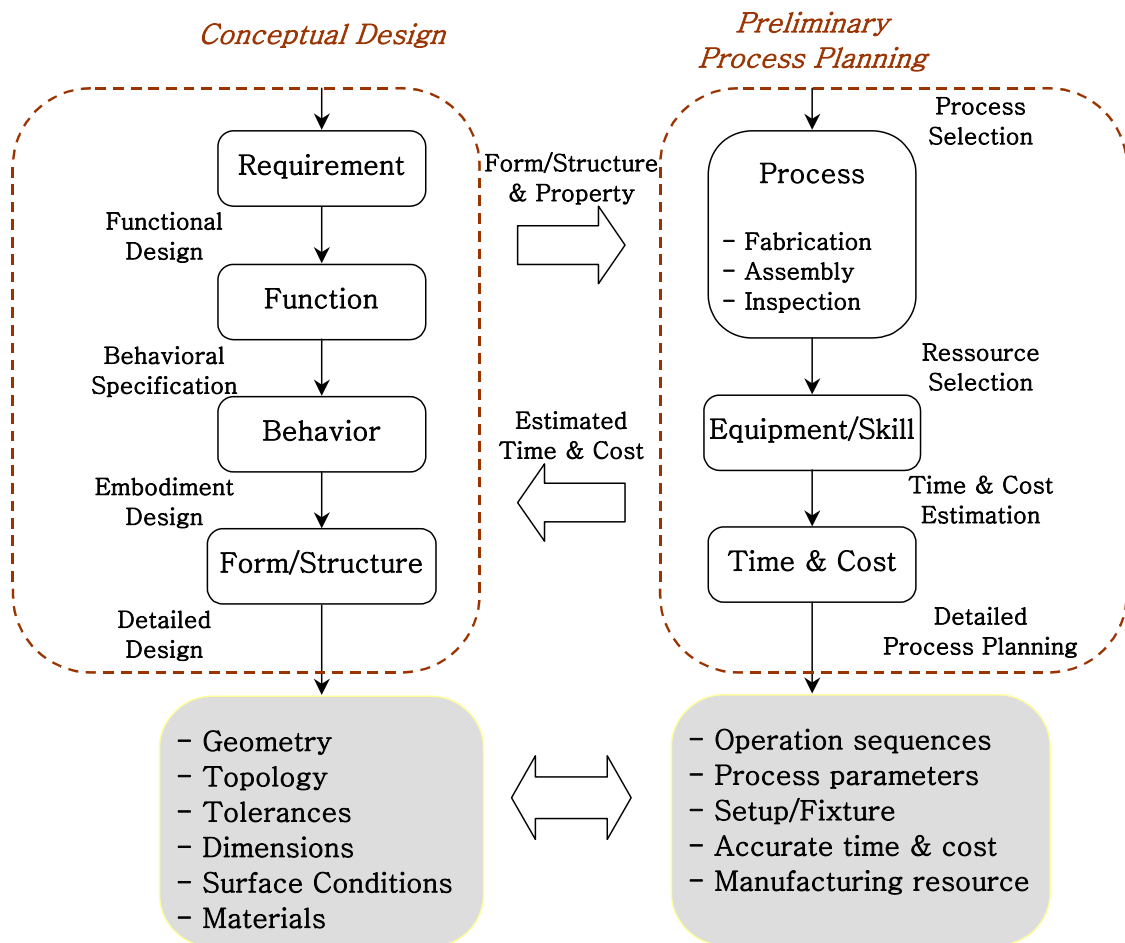 Conceptual Design
Requirement
Functional
Design
Function
Behavioral
Specification
Behavior
Embodiment
Design
Form/Structure
Detailed
Design
- Geometry
- Topology
- Tolerances
- Dimensions
- Surface Conditions
- Materials
Form/Structure
& Property
Estimated
Time & Cost
Preliminary
Process Planning
Process
Selection
Process
- Fabrication
- Assembly
- Inspection
Ressource
Selection
Equipment/Skill
Time & Cost
Estimation
Time & Cost
Detailed
Process Planning
- Operation sequences
- Process parameters
- Setup/Fixture
- Accurate time & cost
- Manufacturing resource